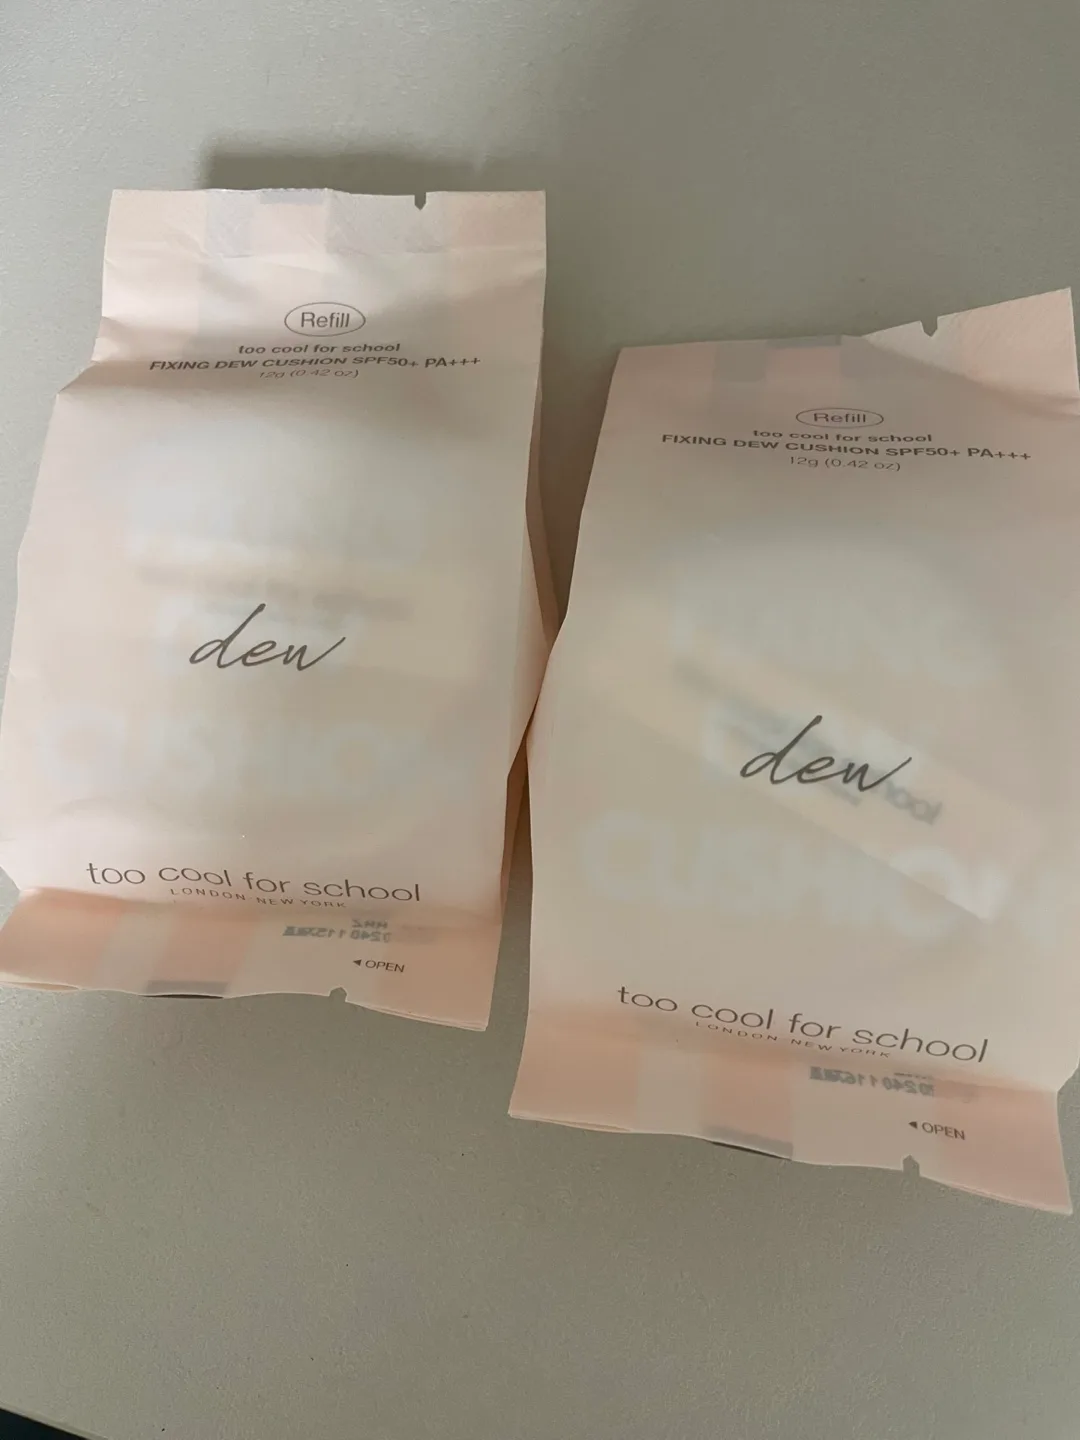 Refill
too cool for school
FIXING DEW CUSHION SPF50+ PA+++
12g (0.42 oz)
dew
too cool for school
LONDON NEW YORK
◄ OPEN
Refill
too cool for school
FIXING DEW CUSHION SPF50+ PA+++
12g (0.42 oz)
dew
too cool for school
LONDON NEW YORK
◄ OPEN